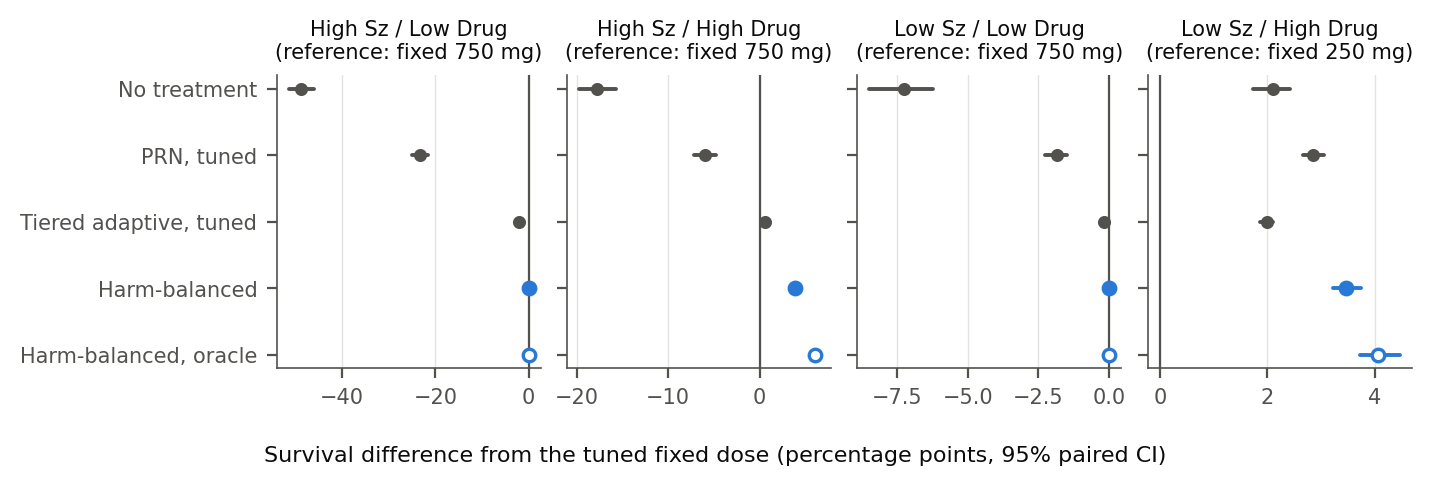 High Sz / Low Drug
(reference: fixed 750 mg)
High Sz / High Drug
(reference: fixed 750 mg)
Low Sz / Low Drug
(reference: fixed 750 mg)
Low Sz / High Drug
(reference: fixed 250 mg)
No treatment
PRN, tuned
Tiered adaptive, tuned
Harm-balanced
Harm-balanced, oracle
−40 −20 0
−20 −10 0
−7.5 −5.0 −2.5 0.0
0 2 4
Survival difference from the tuned fixed dose (percentage points, 95% paired CI)